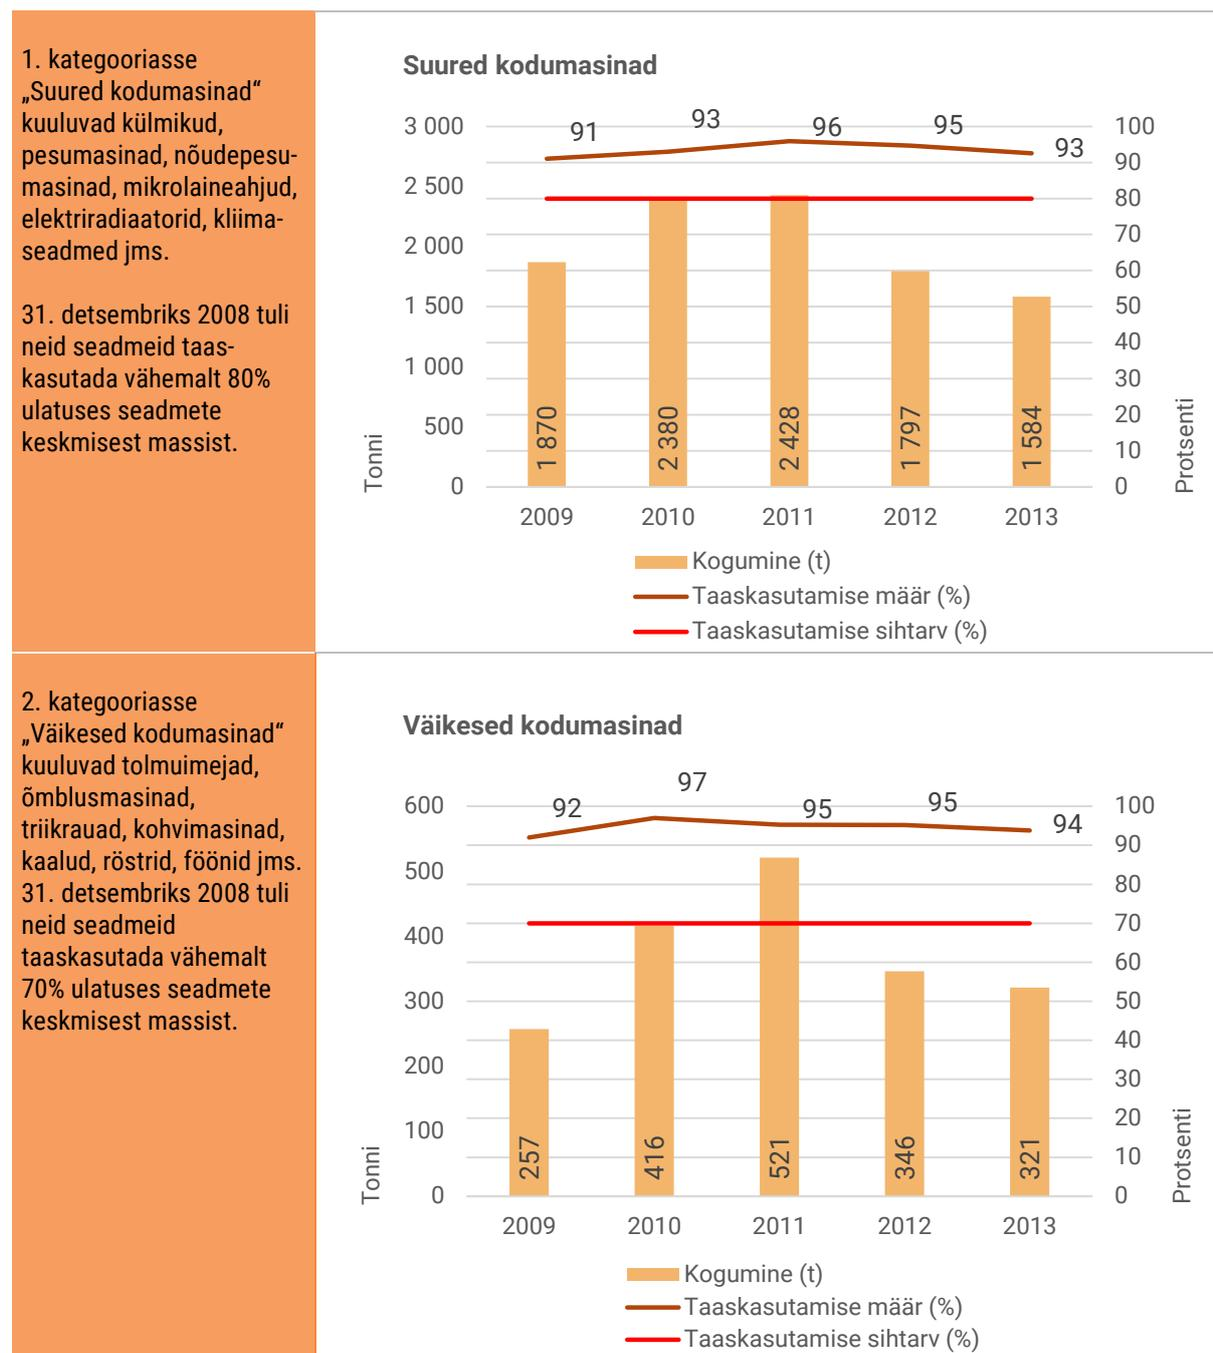 1. kategooriasse
„Suured kodumasinad“
kuuluvad külmikud,
pesumasinad, nõudepesu-
masinad, mikrolaineahjud,
elektriradiaatorid, kliima-
seadmed jms.
31. detsembriks 2008 tuli
neid seadmeid taas-
kasutada vähemalt 80%
ulatuses seadmete
keskmisest massist.
Suured kodumasinad
3 000
2 500
2 000
1 500
1 000
500
0
Tonni
91
93
96
95
93
1 870
2 380
2 428
1 797
1 584
100
90
80
70
60
50
40
30
20
10
0
Protsenti
2009 2010 2011 2012 2013
Kogumine (t)
Taaskasutamise määr (%)
Taaskasutamise sihtarv (%)
2. kategooriasse
„Väikesed kodumasinad“
kuuluvad tolmuimejad,
õmblusmasinad,
triikrauad, kohvimasinad,
kaalud, röstrid, föönid jms.
31. detsembriks 2008 tuli
neid seadmeid
taaskasutada vähemalt
70% ulatuses seadmete
keskmisest massist.
Väikesed kodumasinad
600
500
400
300
200
100
0
Tonni
92
97
95
95
94
257
416
521
346
321
100
90
80
70
60
50
40
30
20
10
0
Protsenti
2009 2010 2011 2012 2013
Kogumine (t)
Taaskasutamise määr (%)
Taaskasutamise sihtarv (%)